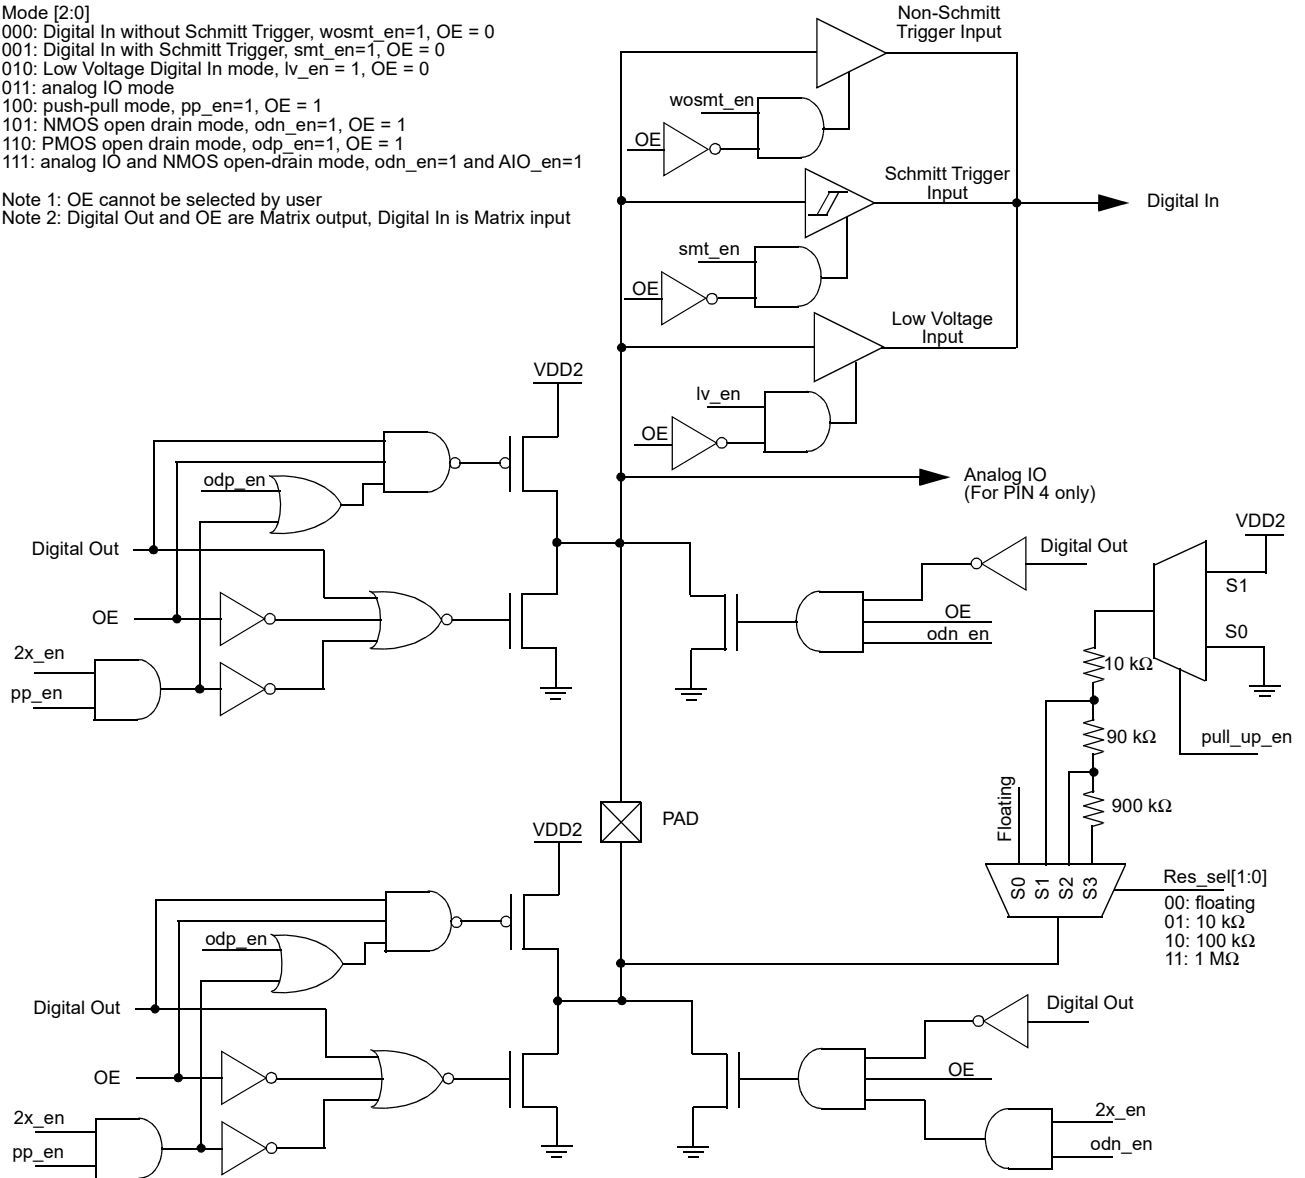 Mode [2:0]
000: Digital In without Schmitt Trigger, wosmt_en=1, OE = 0
001: Digital In with Schmitt Trigger, smt_en=1, OE = 0
010: Low Voltage Digital In mode, lv_en = 1, OE = 0
011: analog IO mode
100: push-pull mode, pp_en=1, OE = 1
101: NMOS open drain mode, odn_en=1, OE = 1
110: PMOS open drain mode, odp_en=1, OE = 1
111: analog IO and NMOS open-drain mode, odn_en=1 and AIO_en=1
Note 1: OE cannot be selected by user
Note 2: Digital Out and OE are Matrix output, Digital In is Matrix input
Non-Schmitt
Trigger Input
wosmt_en
OE
Schmitt Trigger
Input
Digital In
smt_en
OE
Low Voltage
Input
lv_en
OE
Analog IO
(For PIN 4 only)
VDD2
odp_en
Digital Out
OE
2x_en
pp_en
Digital Out
OE
odn_en
VDD2
S1
S0
10 kΩ
90 kΩ
pull_up_en
900 kΩ
Floating
S0
S1
S2
S3
Res_sel[1:0]
00: floating
01: 10 kΩ
10: 100 kΩ
11: 1 MΩ
PAD
VDD2
odp_en
Digital Out
OE
2x_en
pp_en
Digital Out
OE
2x_en
odn_en